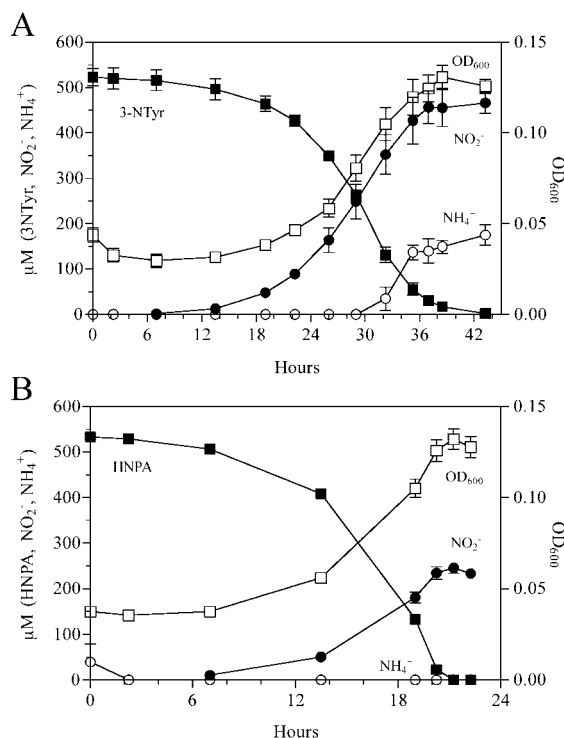 A
600
500
400
300
200
100
0
µM (3NTyr, NO₂⁻, NH₄⁺)
3-NTyr
OD₆₀₀
NO₂⁻
NH₄⁻
0.15
0.10
0.05
0.00
OD₆₀₀
0 6 12 18 24 30 36 42
Hours
B
600
500
400
300
200
100
0
µM (HNPA, NO₂⁻, NH₄⁺)
HNPA
OD₆₀₀
NO₂⁻
NH₄⁻
0.15
0.10
0.05
0.00
OD₆₀₀
0 6 12 18 24
Hours